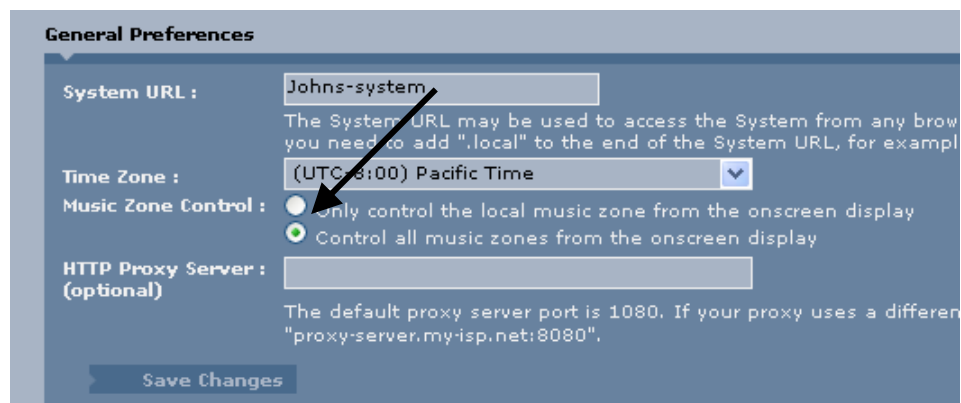 General Preferences
System URL :
Johns-system
The System URL may be used to access the System from any brow
you need to add ".local" to the end of the System URL, for exampl
Time Zone :
(UTC-8:00) Pacific Time
Music Zone Control :
Only control the local music zone from the onscreen display
Control all music zones from the onscreen display
HTTP Proxy Server :
(optional)
The default proxy server port is 1080. If your proxy uses a differen
"proxy-server.my-isp.net:8080".
Save Changes